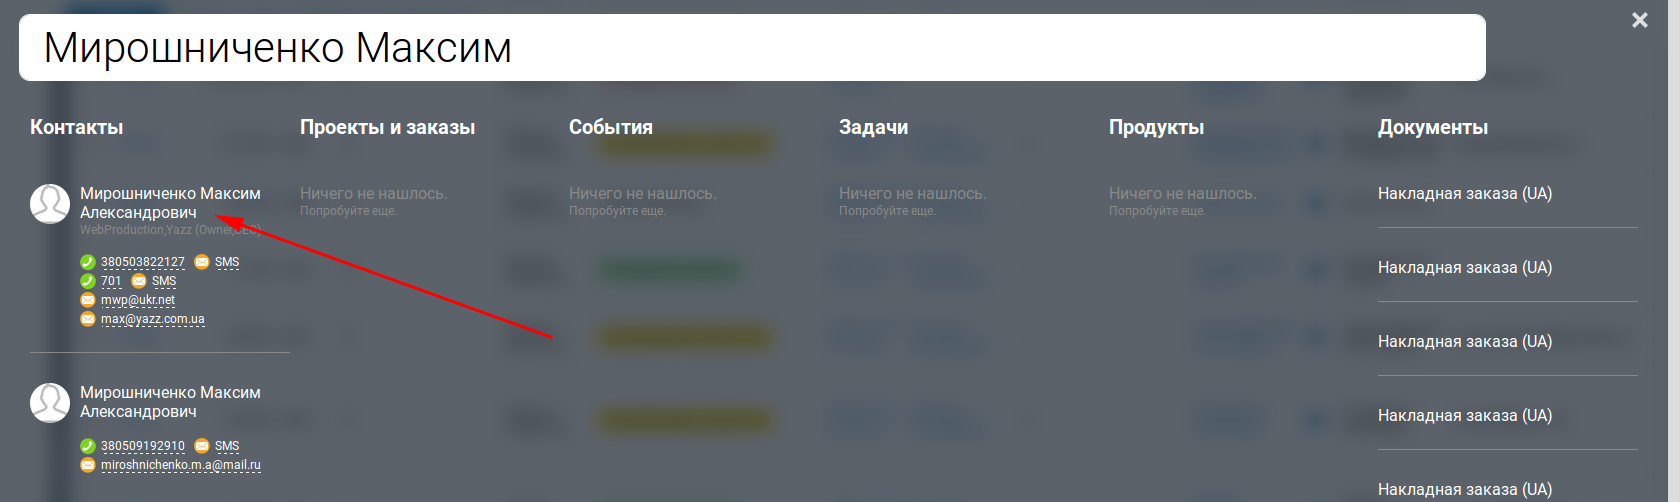 Мирошниченко Максим
Контакты
Проекты и заказы
События
Задачи
Продукты
Документы
Мирошниченко Максим
Александрович
WebProduction,Yazz (Owner,CEO)
380503822127 SMS
701 SMS
mwp@ukr.net
max@yazz.com.ua
Мирошниченко Максим
Александрович
380509192910 SMS
miroshnichenko.m.a@mail.ru
Ничего не нашлось.
Попробуйте еще.
Ничего не нашлось.
Попробуйте еще.
Ничего не нашлось.
Попробуйте еще.
Ничего не нашлось.
Попробуйте еще.
Накладная заказа (UA)
Накладная заказа (UA)
Накладная заказа (UA)
Накладная заказа (UA)
Накладная заказа (UA)